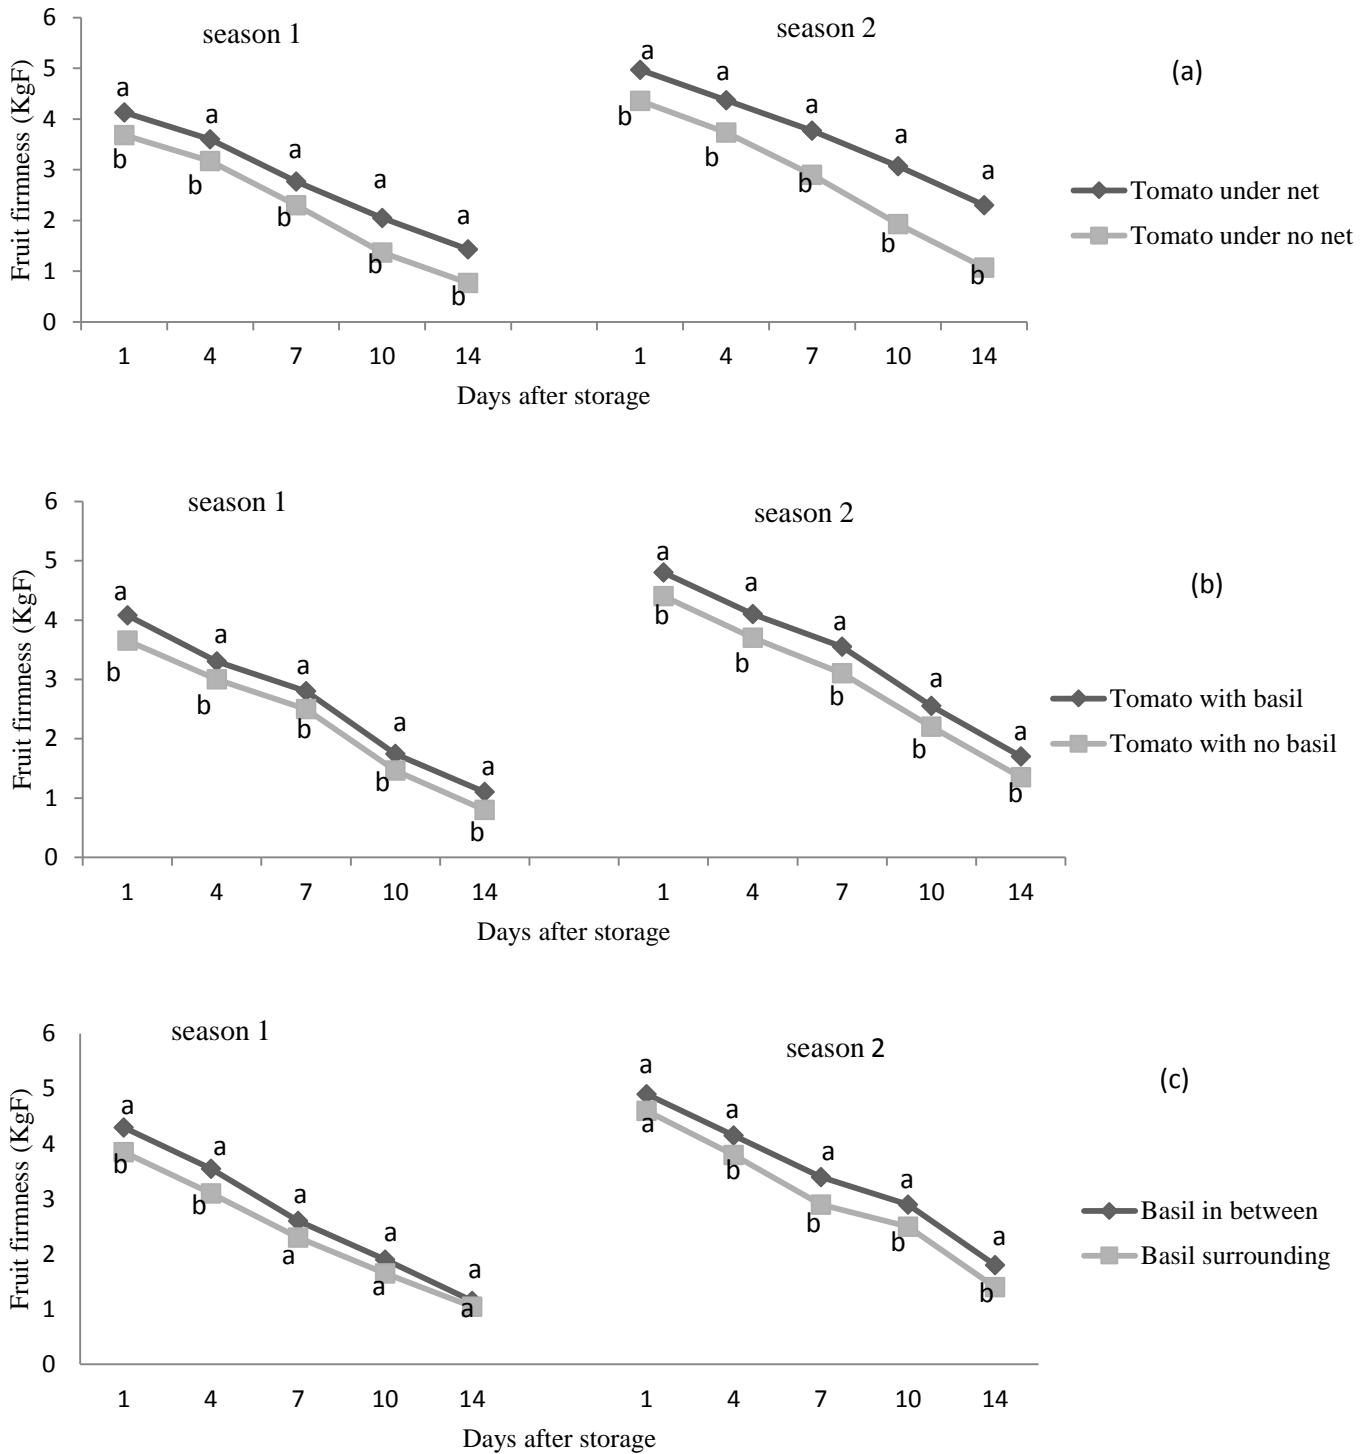 season 1
season 2
(a)
Fruit firmness (KgF)
6
5
4
3
2
1
0
a a a a a
b b b b b
a a a a a
b b b b b
Tomato under net
Tomato under no net
1 4 7 10 14 1 4 7 10 14
Days after storage
season 1
season 2
(b)
Fruit firmness (KgF)
6
5
4
3
2
1
0
a a a a a
b b b b b
a a a a a
b b b b b
Tomato with basil
Tomato with no basil
1 4 7 10 14 1 4 7 10 14
Days after storage
season 1
season 2
(c)
Fruit firmness (KgF)
6
5
4
3
2
1
0
a a a a a
b b a a a
a a a a a
a b b b b
Basil in between
Basil surrounding
1 4 7 10 14 1 4 7 10 14
Days after storage